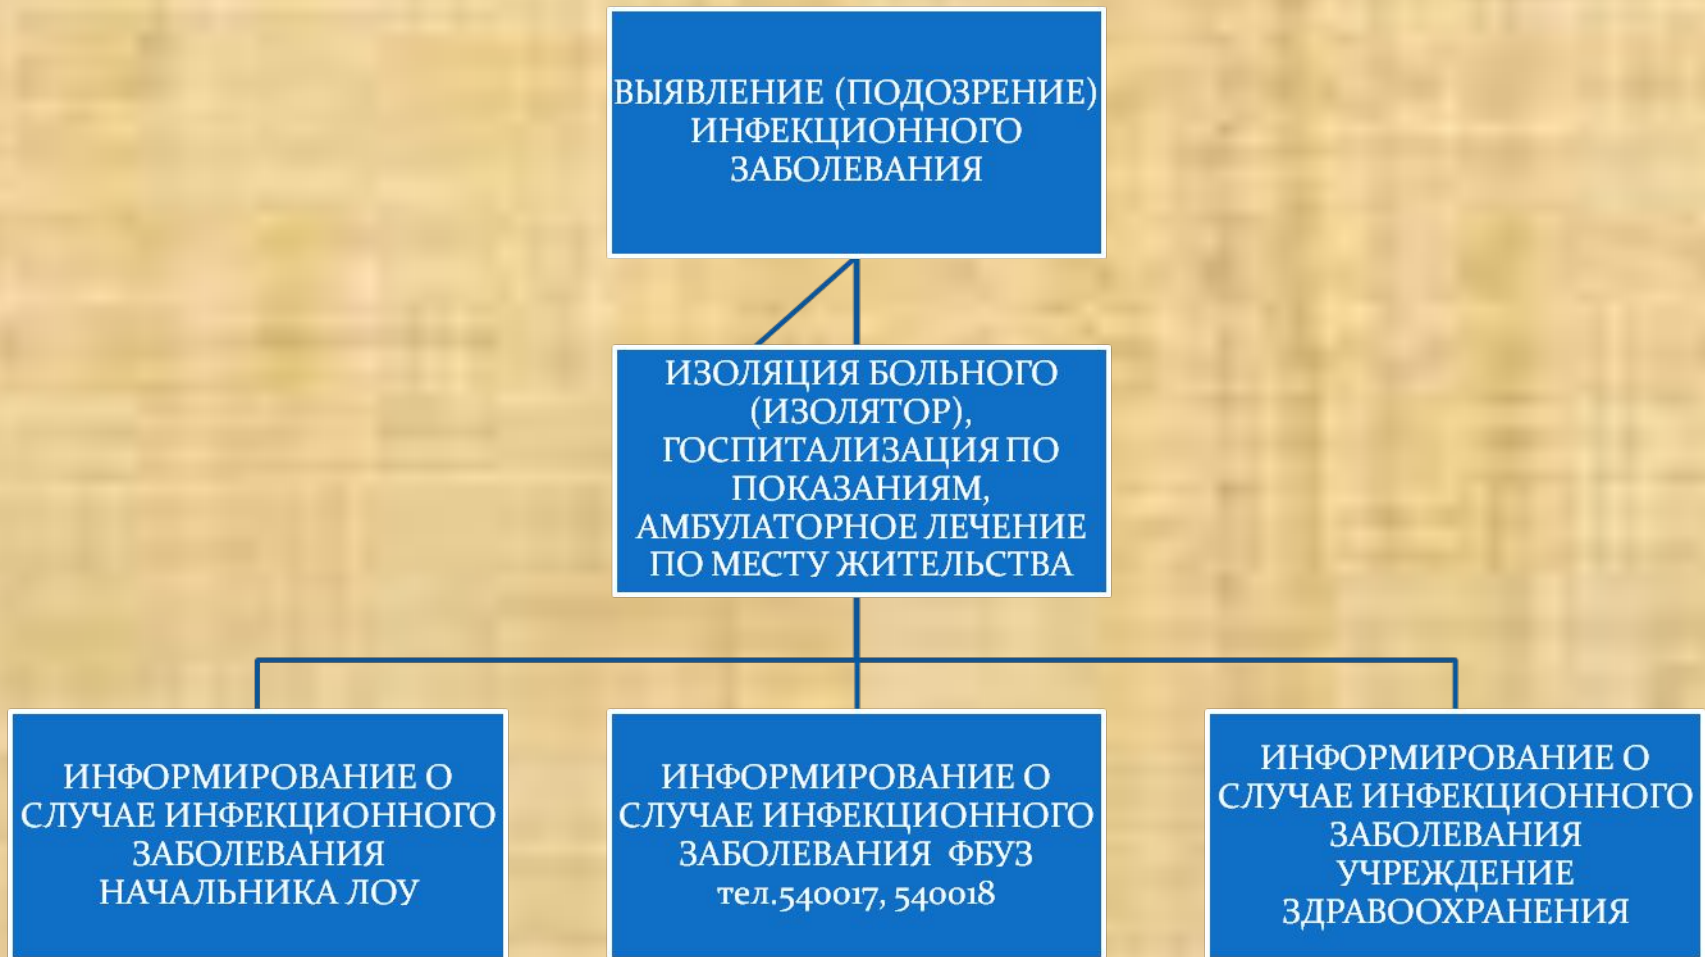 ВЫЯВЛЕНИЕ (ПОДОЗРЕНИЕ)
ИНФЕКЦИОННОГО
ЗАБОЛЕВАНИЯ
ИЗОЛЯЦИЯ БОЛЬНОГО
(ИЗОЛЯТОР),
ГОСПИТАЛИЗАЦИЯ ПО
ПОКАЗАНИЯМ,
АМБУЛАТОРНОЕ ЛЕЧЕНИЕ
ПО МЕСТУ ЖИТЕЛЬСТВА
ИНФОРМИРОВАНИЕ О
СЛУЧАЕ ИНФЕКЦИОННОГО
ЗАБОЛЕВАНИЯ
НАЧАЛЬНИКА ЛОУ
ИНФОРМИРОВАНИЕ О
СЛУЧАЕ ИНФЕКЦИОННОГО
ЗАБОЛЕВАНИЯ ФБУЗ
тел.540017, 540018
ИНФОРМИРОВАНИЕ О
СЛУЧАЕ ИНФЕКЦИОННОГО
ЗАБОЛЕВАНИЯ
УЧРЕЖДЕНИЕ
ЗДРАВООХРАНЕНИЯ